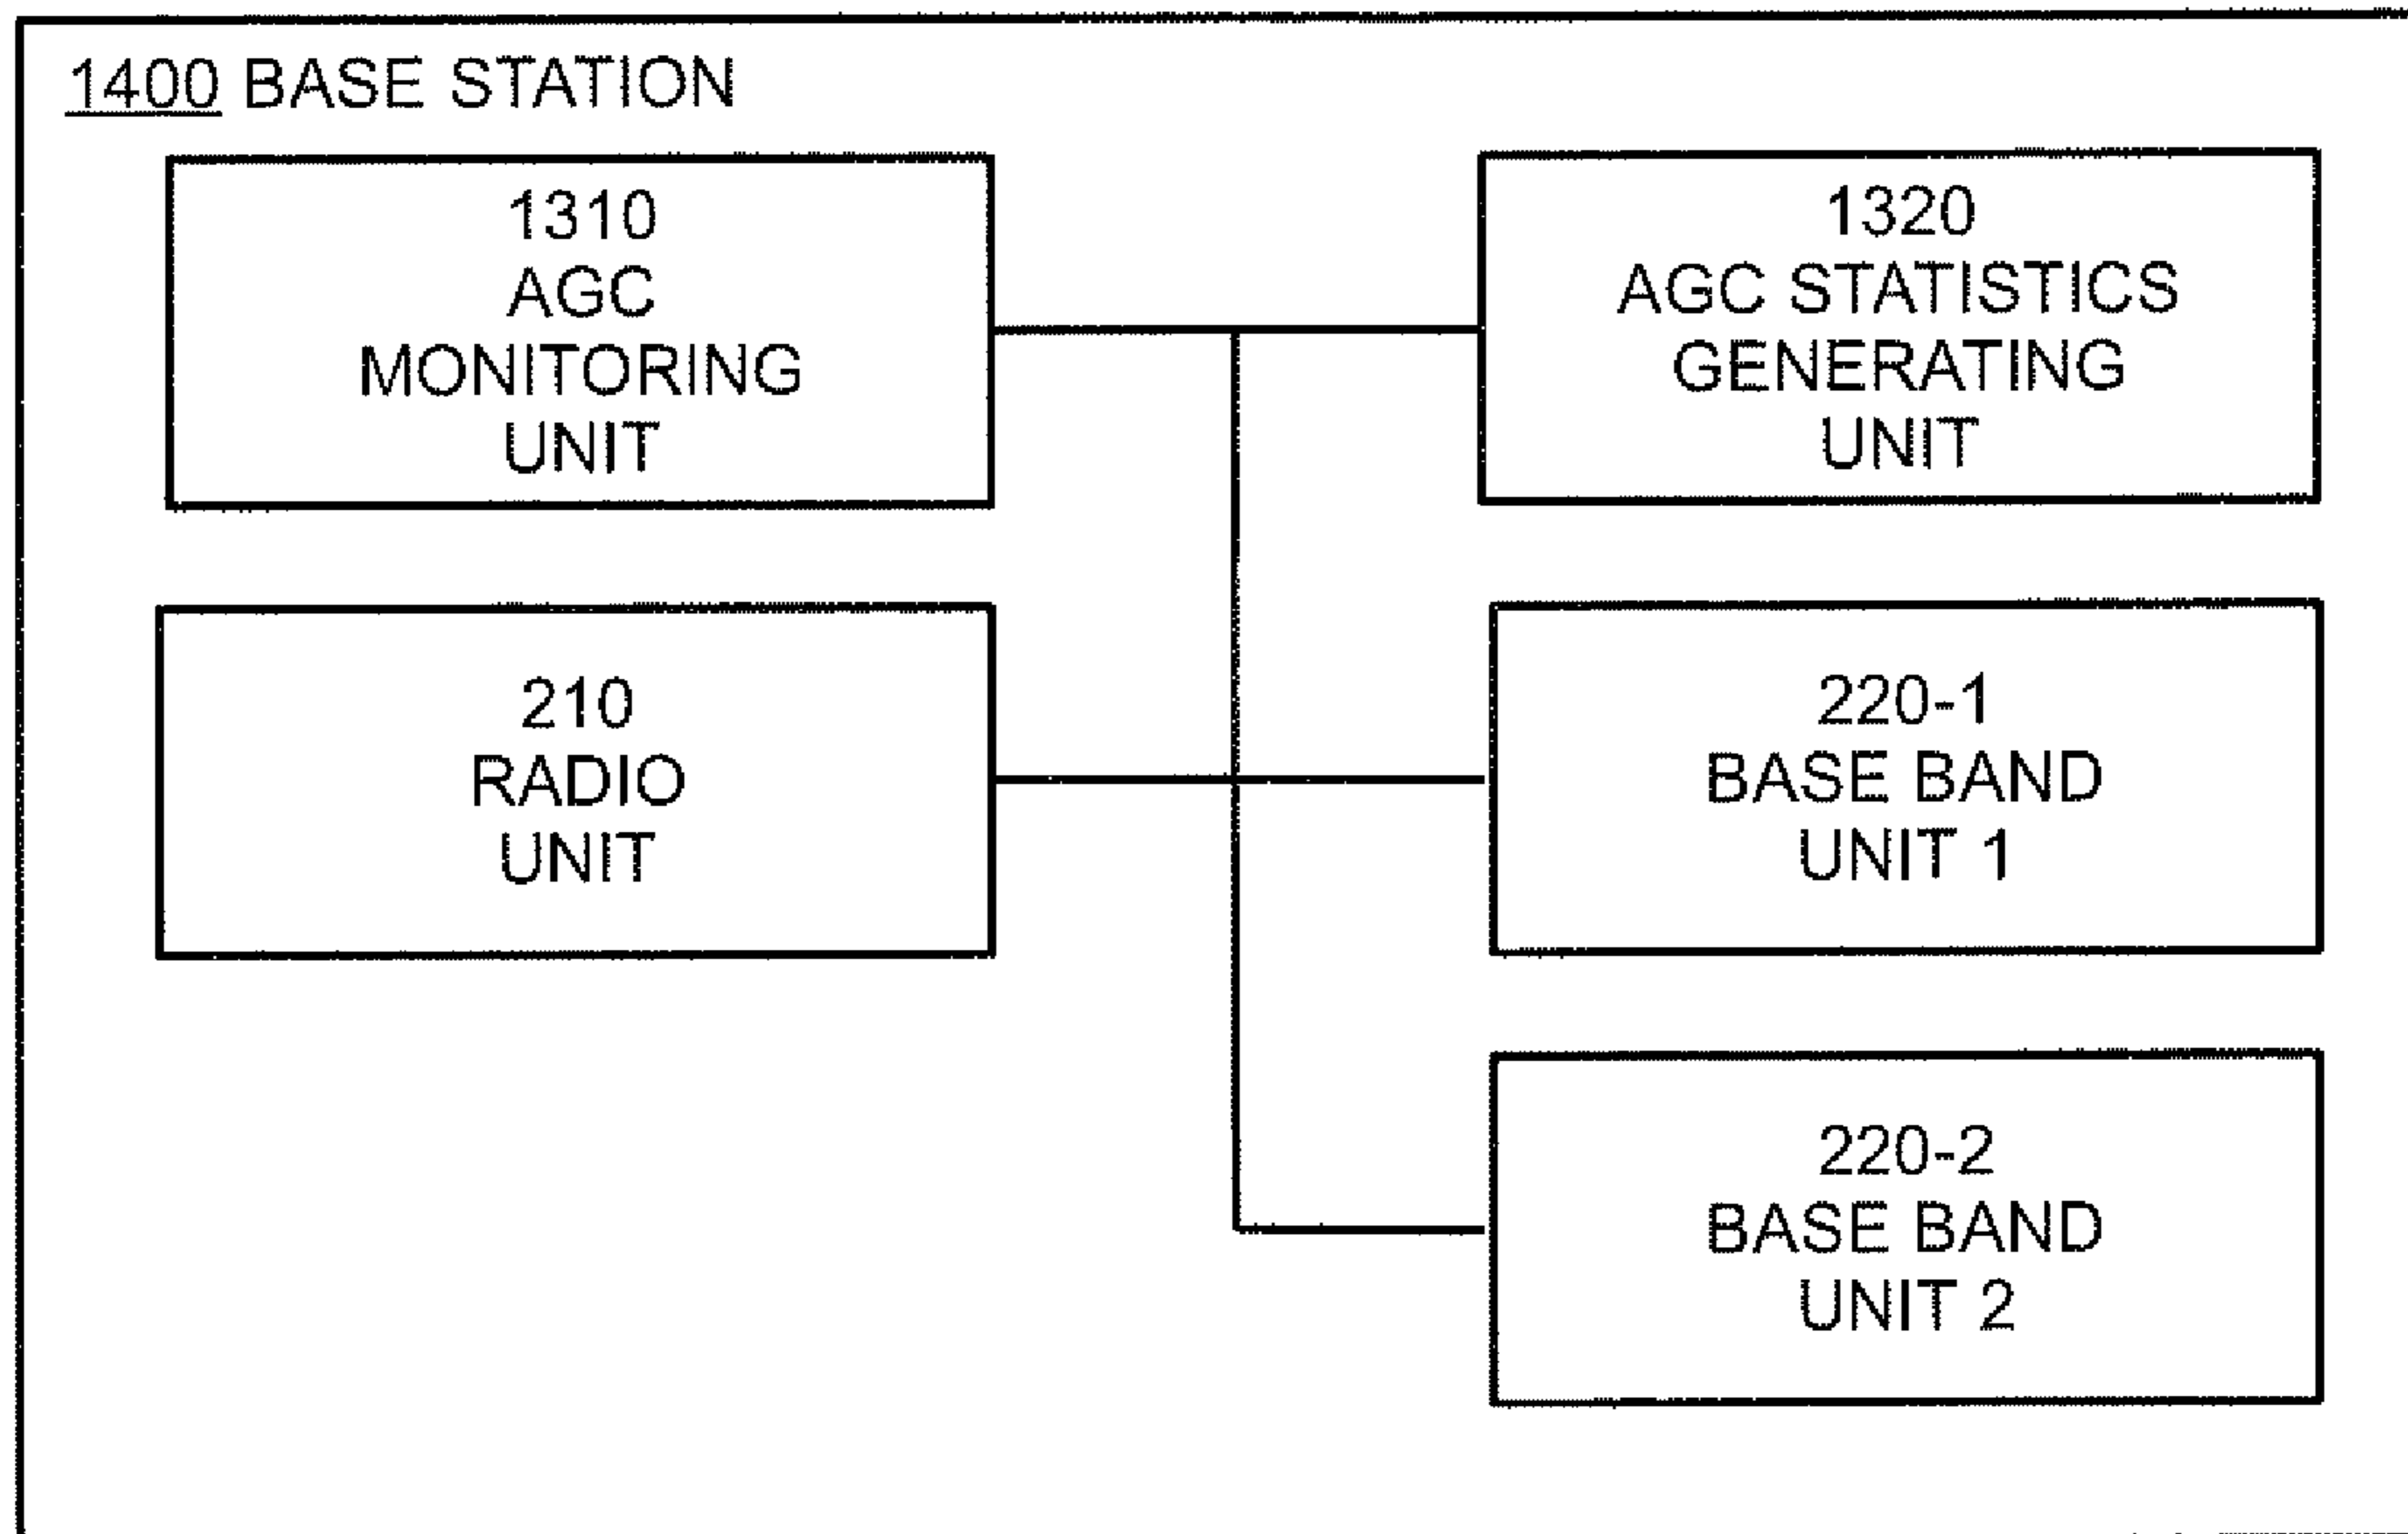 1400 BASE STATION
1310
AGC
MONITORING
UNIT
1320
AGC STATISTICS
GENERATING
UNIT
210
RADIO
UNIT
220-1
BASE BAND
UNIT 1
220-2
BASE BAND
UNIT 2